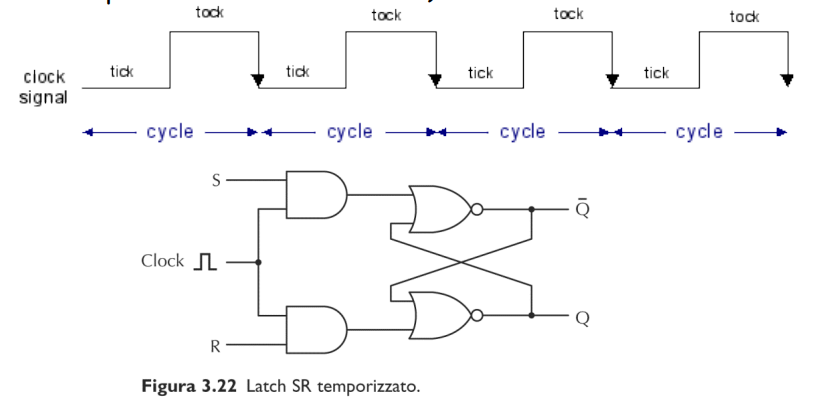 tock tock tock tock
clock signal tick tick tick tick
cycle cycle cycle cycle
S
Q̄
Clock
Q
R
Figura 3.22 Latch SR temporizzato.